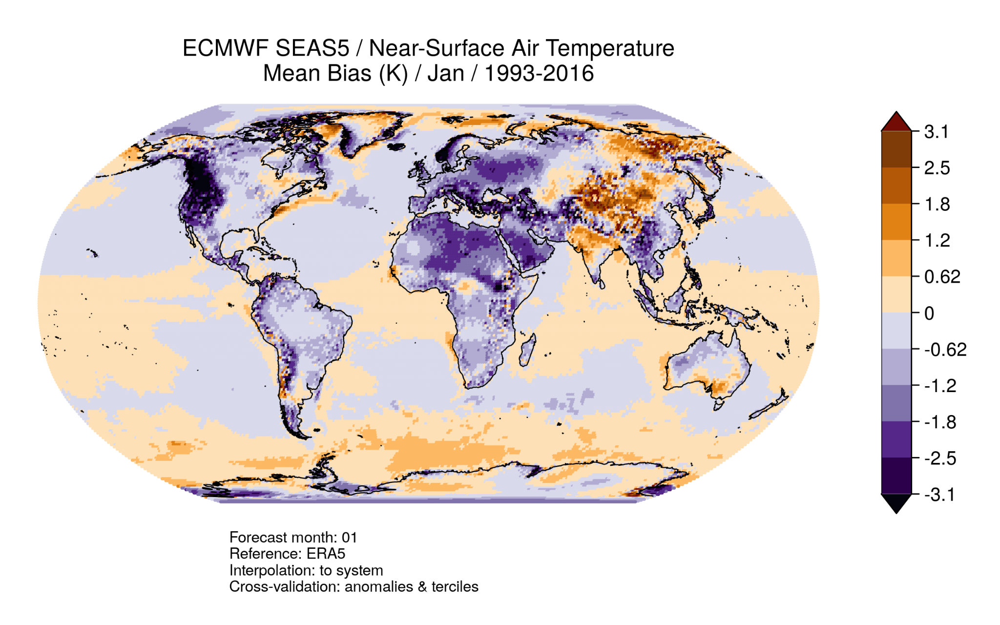 ECMWF SEAS5 / Near-Surface Air Temperature
Mean Bias (K) / Jan / 1993-2016
3.1
2.5
1.8
1.2
0.62
0
-0.62
-1.2
-1.8
-2.5
-3.1
Forecast month: 01
Reference: ERA5
Interpolation: to system
Cross-validation: anomalies & terciles